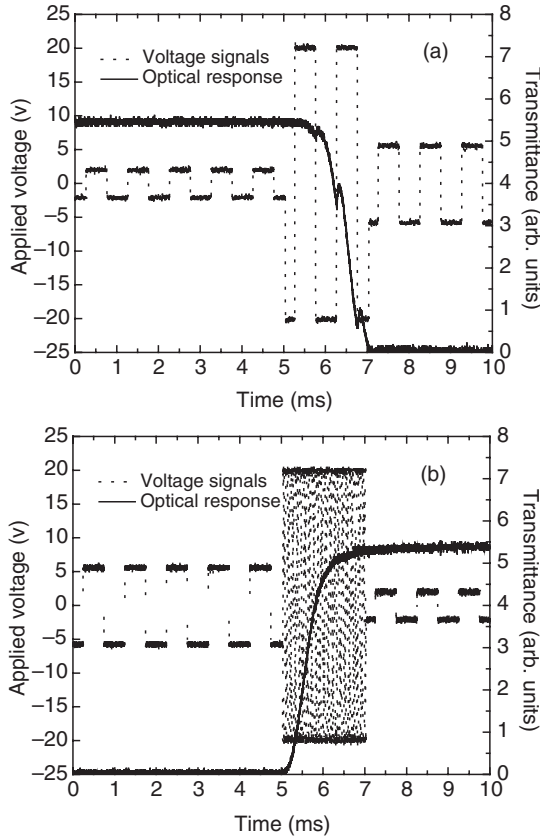 (a)
Voltage signals
Optical response
Applied voltage (v)
25
20
15
10
5
0
–5
–10
–15
–20
–25
Transmittance (arb. units)
8
7
6
5
4
3
2
1
0
0 1 2 3 4 5 6 7 8 9 10
Time (ms)
(b)
Voltage signals
Optical response
Applied voltage (v)
25
20
15
10
5
0
–5
–10
–15
–20
–25
Transmittance (arb. units)
8
7
6
5
4
3
2
1
0
0 1 2 3 4 5 6 7 8 9 10
Time (ms)